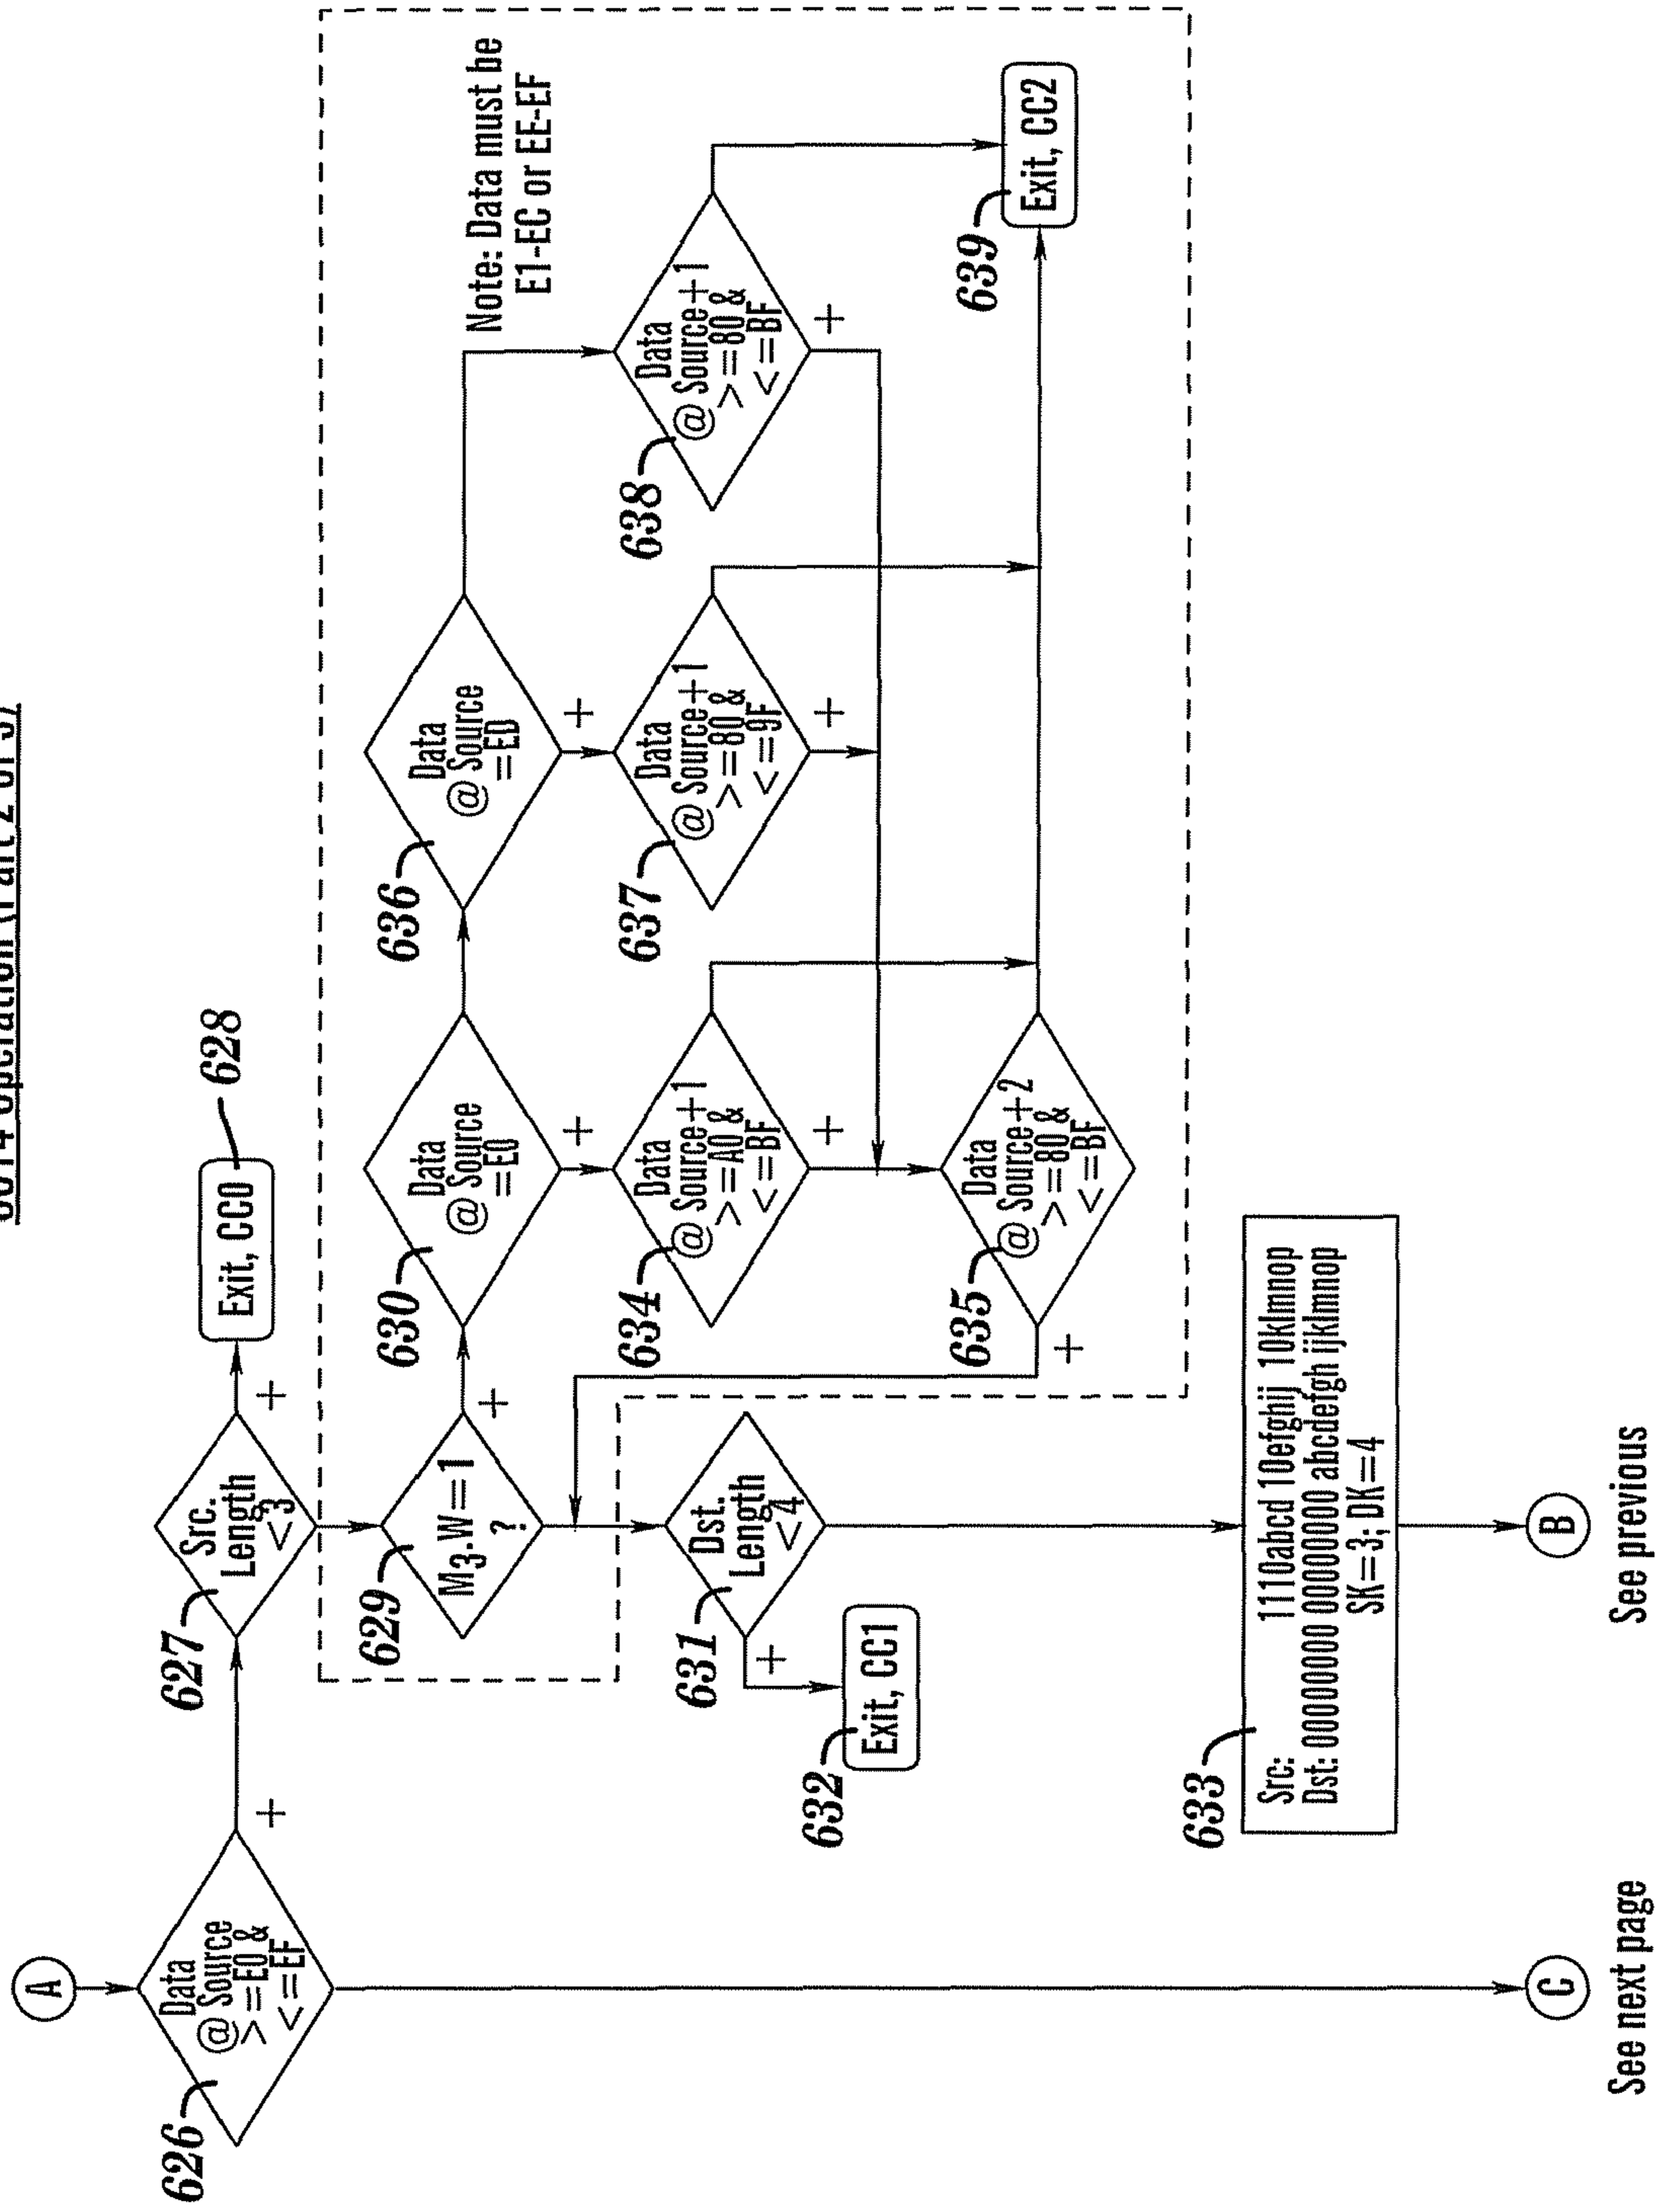 CU14 Operation (Part 2 of 3)
A
626
Data
@ Source
>=E0 &
<=EF
+
627
Src.
Length
<3
+
628
Exit, CC0
629
M3-W=1
?
+
630
Data
@ Source
=E0
+
636
Data
@ Source
=ED
+
Note: Data must be
E1-EC or EE-EF
634
Data
@ Source+1
>=A0 &
<=BF
+
637
Data
@ Source+1
>=80 &
<=9F
+
638
Data
@ Source+1
>=80 &
<=BF
+
631
Dst.
Length
<4
+
632
Exit, CC1
635
Data
@ Source+2
>=80 &
<=BF
+
639
Exit, CC2
633
Src: 1110abcd 10efghij 10klmnop
Dst: 00000000 00000000 abcdefgh ijklmnop
SK=3; DK=4
C
B
See next page
See previous